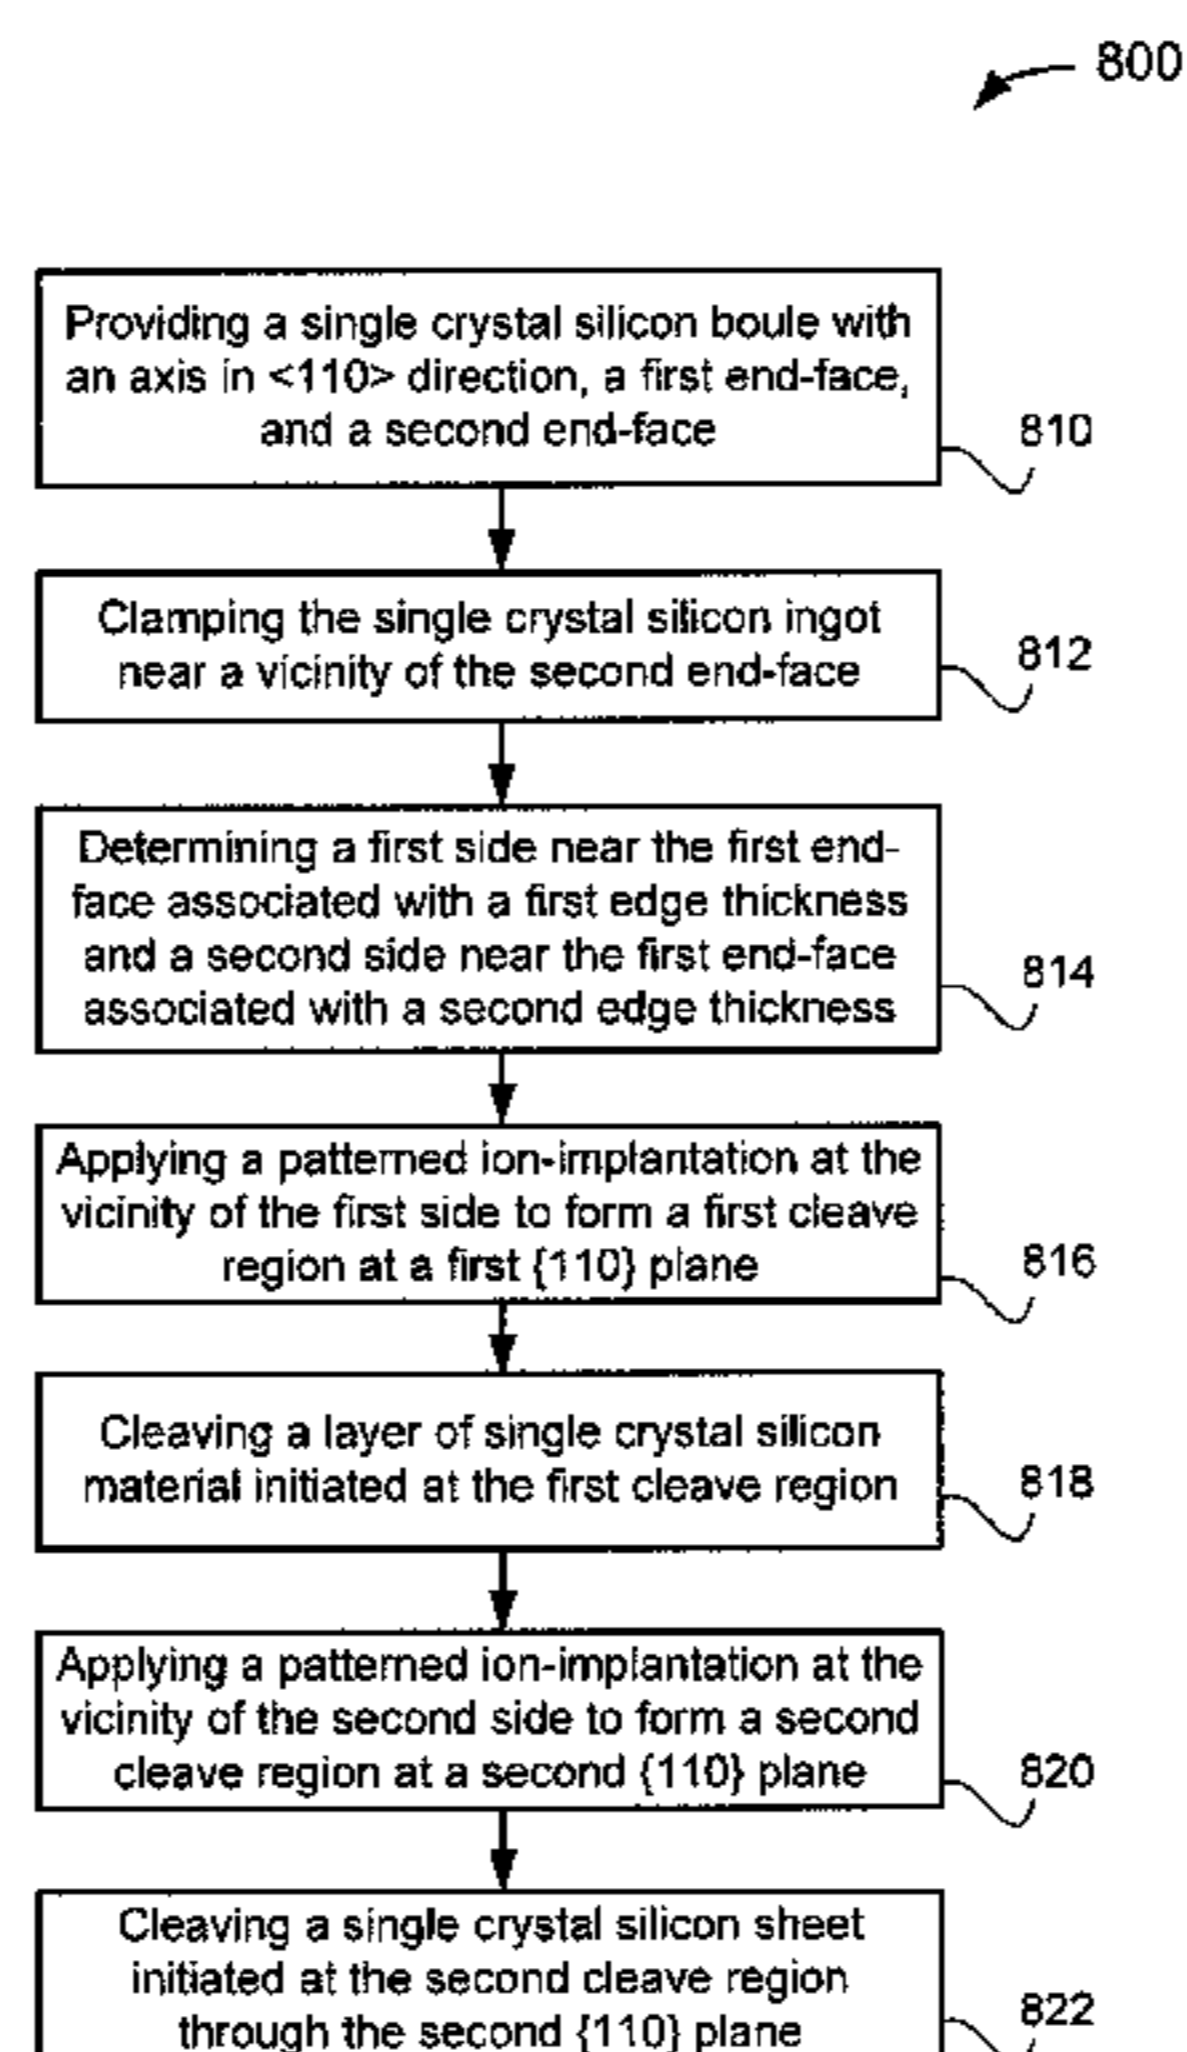 800
Providing a single crystal silicon boule with
an axis in <110> direction, a first end-face,
and a second end-face
810
Clamping the single crystal silicon ingot
near a vicinity of the second end-face
812
Determining a first side near the first end-
face associated with a first edge thickness
and a second side near the first end-face
associated with a second edge thickness
814
Applying a patterned ion-implantation at the
vicinity of the first side to form a first cleave
region at a first {110} plane
816
Cleaving a layer of single crystal silicon
material initiated at the first cleave region
818
Applying a patterned ion-implantation at the
vicinity of the second side to form a second
cleave region at a second {110} plane
820
Cleaving a single crystal silicon sheet
initiated at the second cleave region
through the second {110} plane
822